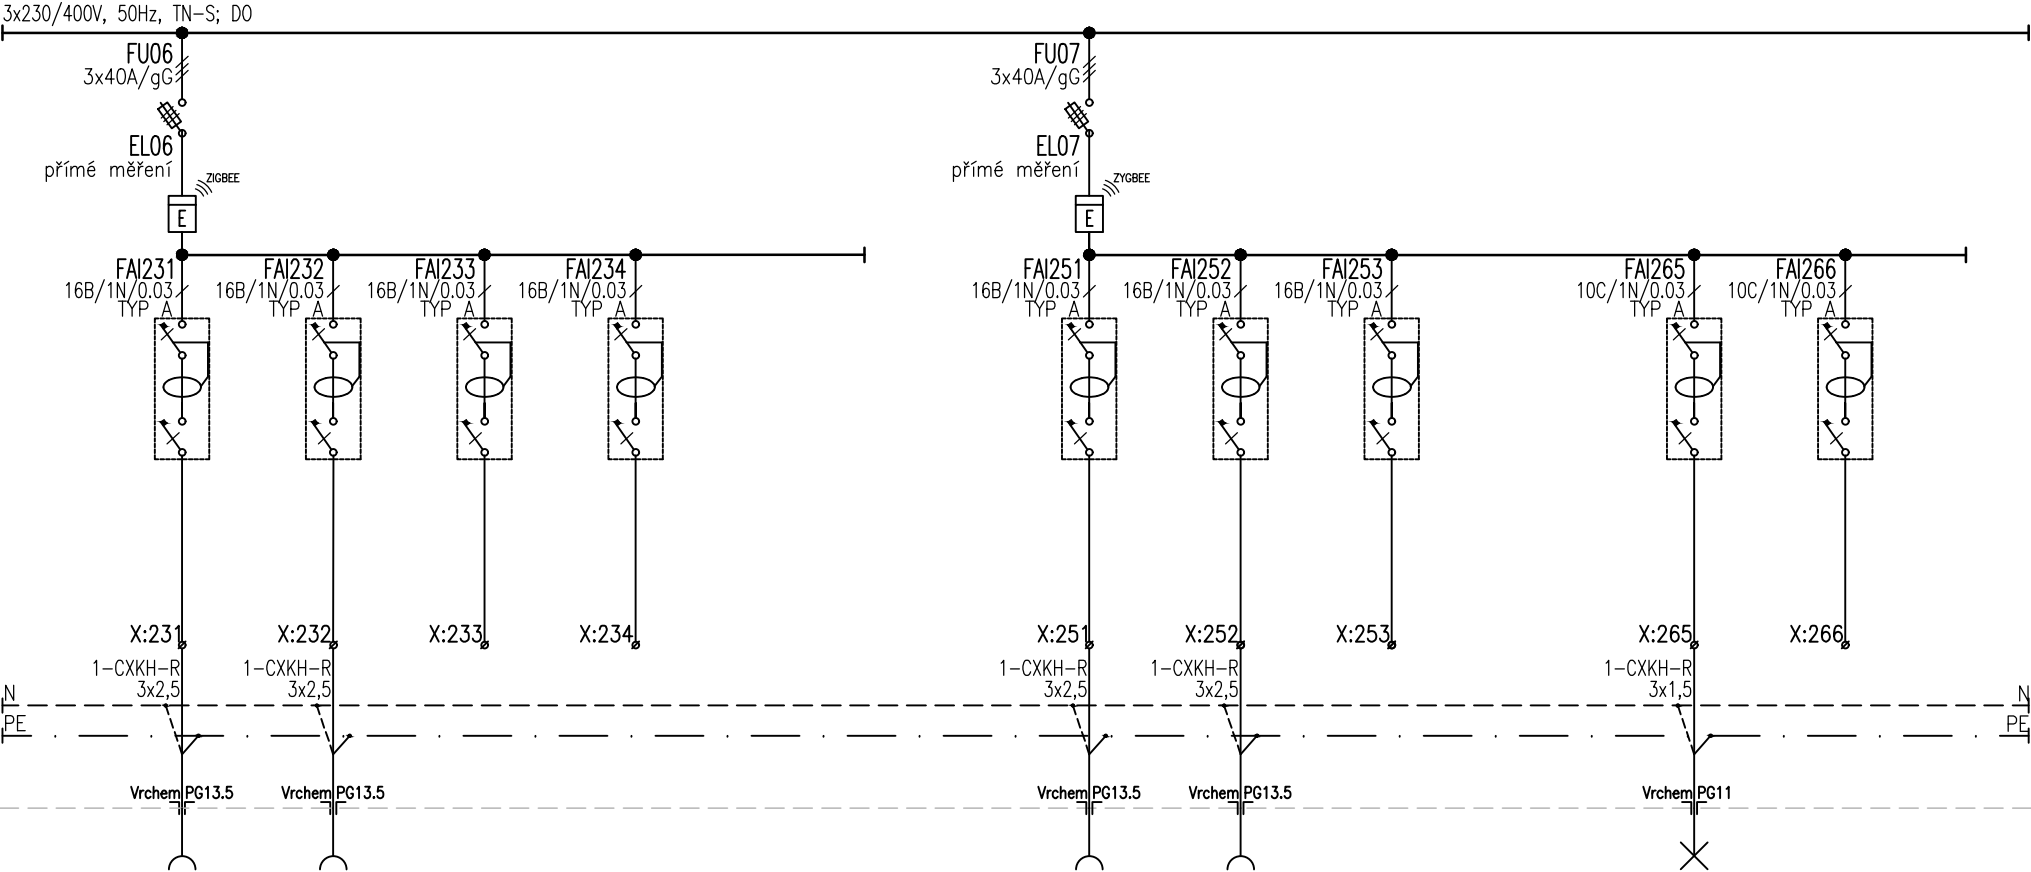 3x230/400V, 50Hz, TN-S; DO
FU06
3x40A/gG
EL06
přímé měření
ZIGBEE
E
FU07
3x40A/gG
EL07
přímé měření
ZYGBEE
E
FAI231
16B/1N/0.03
TYP A
FAI232
16B/1N/0.03
TYP A
FAI233
16B/1N/0.03
TYP A
FAI234
16B/1N/0.03
TYP A
FAI251
16B/1N/0.03
TYP A
FAI252
16B/1N/0.03
TYP A
FAI253
16B/1N/0.03
TYP A
FAI265
10C/1N/0.03
TYP A
FAI266
10C/1N/0.03
TYP A
X:231
X:232
X:233
X:234
X:251
X:252
X:253
X:265
X:266
1-CXKH-R
3x2,5
1-CXKH-R
3x2,5
1-CXKH-R
3x2,5
1-CXKH-R
3x2,5
1-CXKH-R
3x1,5
N
N
PE
PE
Vrchem PG13.5
Vrchem PG13.5
Vrchem PG13.5
Vrchem PG13.5
Vrchem PG11